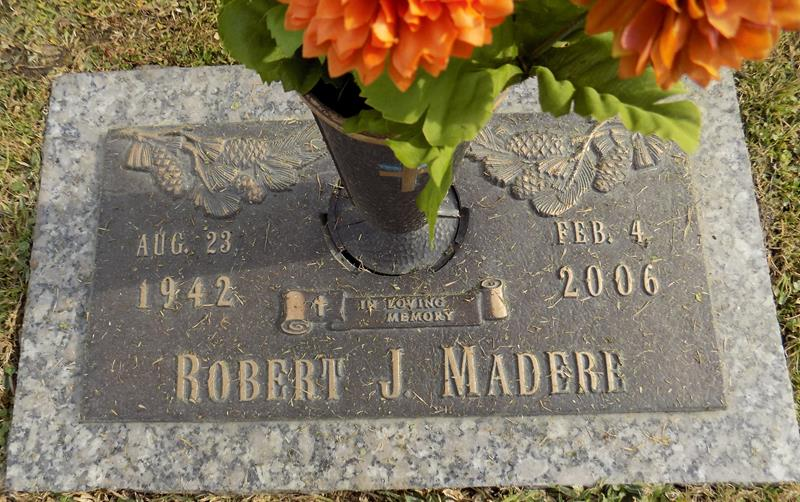 AUG. 23,
1942
FEB. 4,
2006
IN LOVING
MEMORY
ROBERT J. MADERE